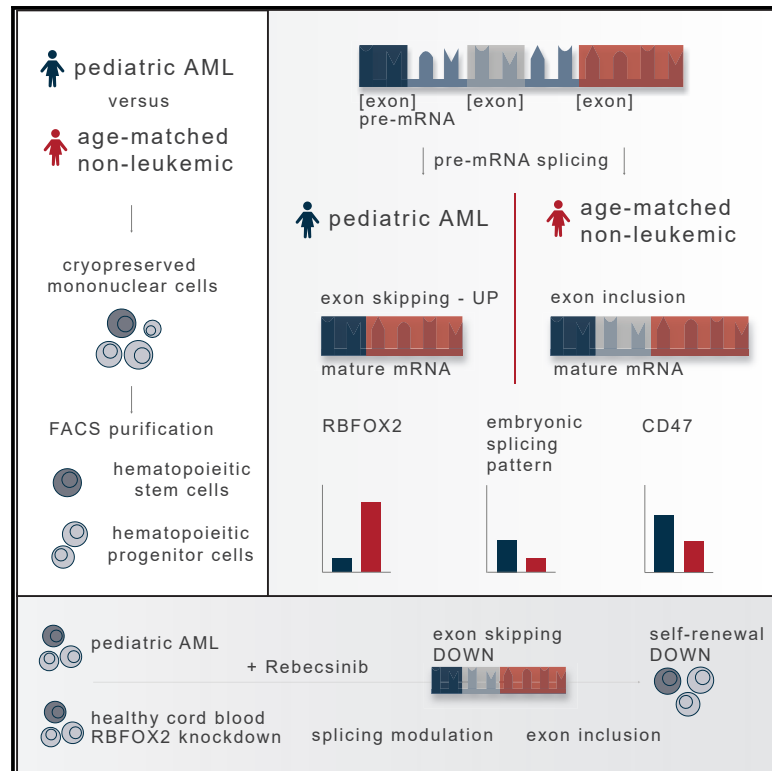 pediatric AML
versus
age-matched
non-leukemic
cryopreserved
mononuclear cells
FACS purification
hematopoieitic
stem cells
hematopoieitic
progenitor cells
[exon] [exon] [exon]
pre-mRNA
pre-mRNA splicing
pediatric AML
age-matched
non-leukemic
exon skipping - UP
mature mRNA
exon inclusion
mature mRNA
RBFOX2
embryonic
splicing
pattern
CD47
pediatric AML
+ Rebecsinib
healthy cord blood
RBFOX2 knockdown
exon skipping
DOWN
splicing modulation
exon inclusion
self-renewal
DOWN